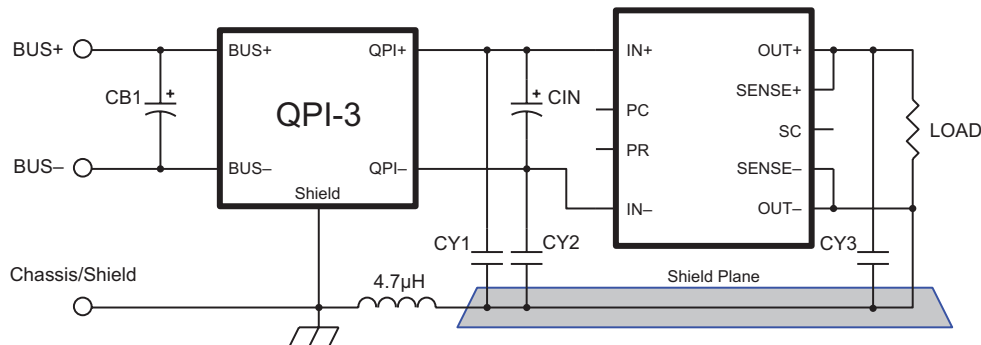 BUS+
BUS+
QPI+
IN+
OUT+
CB1
+
QPI-3
+
CIN
PC
SENSE+
SC
LOAD
PR
BUS–
BUS–
QPI–
SENSE–
Shield
IN–
OUT–
CY1
CY2
CY3
Chassis/Shield
4.7µH
Shield Plane